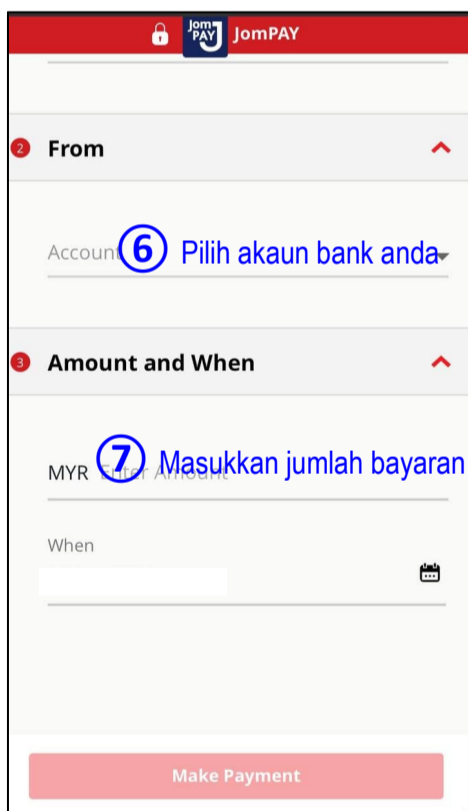 Jom PAY JomPAY
2 From
Account 6 Pilih akaun bank anda
3 Amount and When
MYR Enter Amount 7 Masukkan jumlah bayaran
When
Make Payment